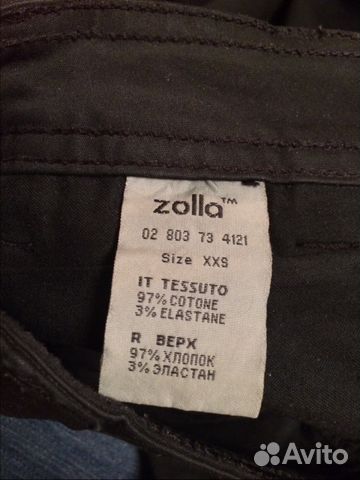 zolla™
02 803 73 4121
Size XXS
IT TESSUTO
97% COTONE
3% ELASTANE
R ВЕРХ
97% ХЛОПОК
3% ЭЛАСТАН
Avito